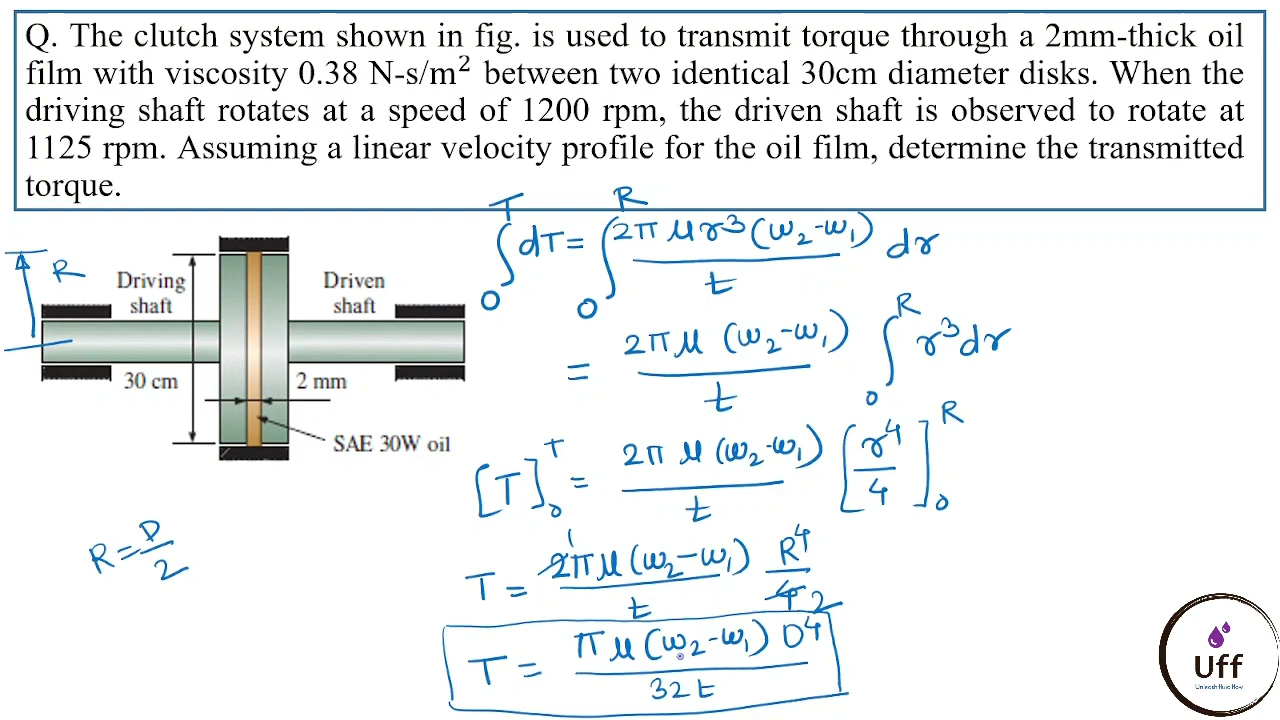 Q. The clutch system shown in fig. is used to transmit torque through a 2mm-thick oil
film with viscosity 0.38 N-s/m² between two identical 30cm diameter disks. When the
driving shaft rotates at a speed of 1200 rpm, the driven shaft is observed to rotate at
1125 rpm. Assuming a linear velocity profile for the oil film, determine the transmitted
torque.
R
Driving
shaft
Driven
shaft
30 cm
2 mm
SAE 30W oil
R = D/2
∫₀ᵀ dT = ∫₀ᴿ 2π μ r³ (ω₂-ω₁)/t dr
= 2π μ (ω₂-ω₁)/t ∫₀ᴿ r³ dr
[T]₀ᵀ = 2π μ (ω₂-ω₁)/t [r⁴/4]₀ᴿ
T = 2π μ (ω₂-ω₁)/t R⁴/4 1 2
T = π μ (ω₂-ω₁) D⁴/32t
Uff